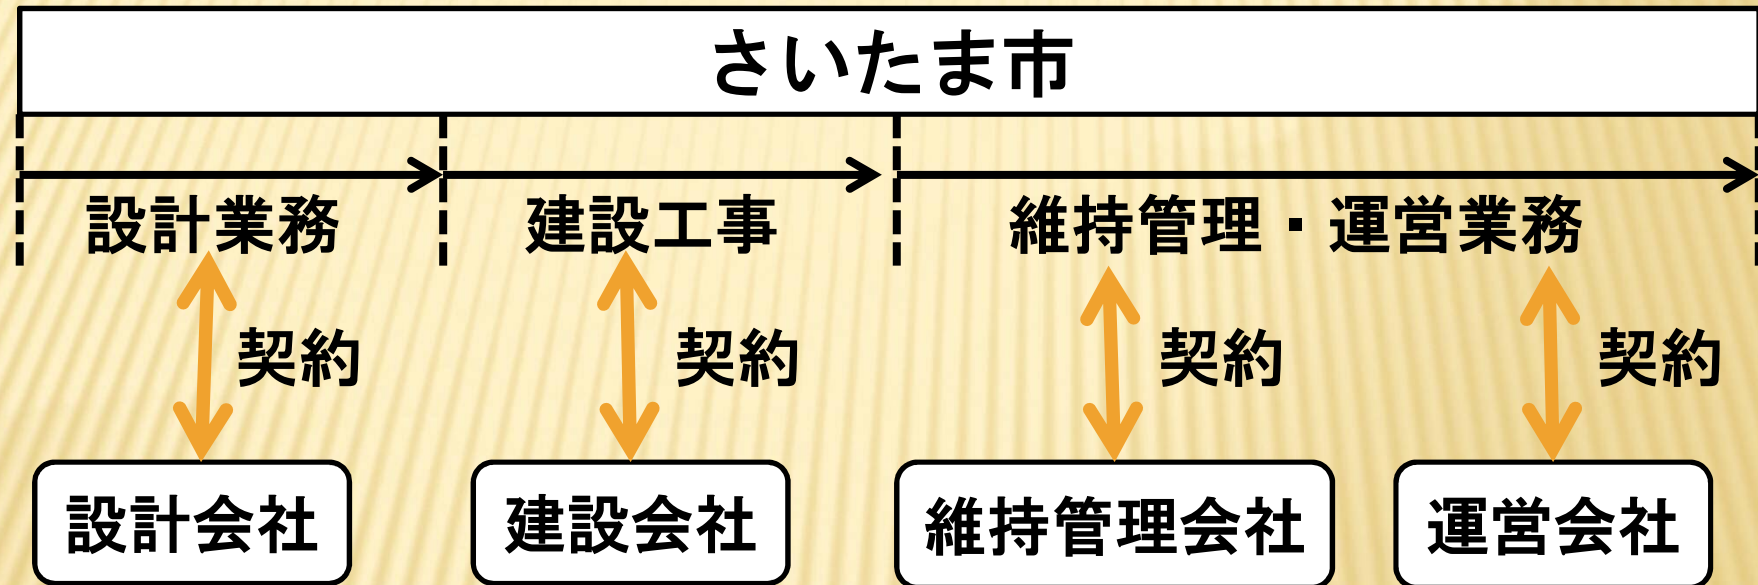 さいたま市
設計業務
建設工事
維持管理・運営業務
契約
契約
契約
契約
設計会社
建設会社
維持管理会社
運営会社